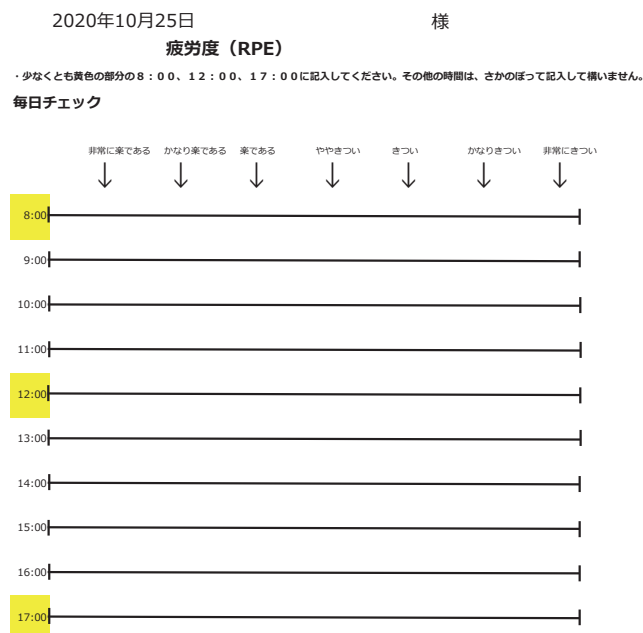 2020年10月25日 様
疲労度（RPE）
・少なくとも黄色の部分の８：００、１２：００、１７：００に記入してください。その他の時間は、さかのぼって記入して構いません。
毎日チェック
非常に楽である かなり楽である 楽である ややきつい きつい かなりきつい 非常にきつい
8:00
9:00
10:00
11:00
12:00
13:00
14:00
15:00
16:00
17:00